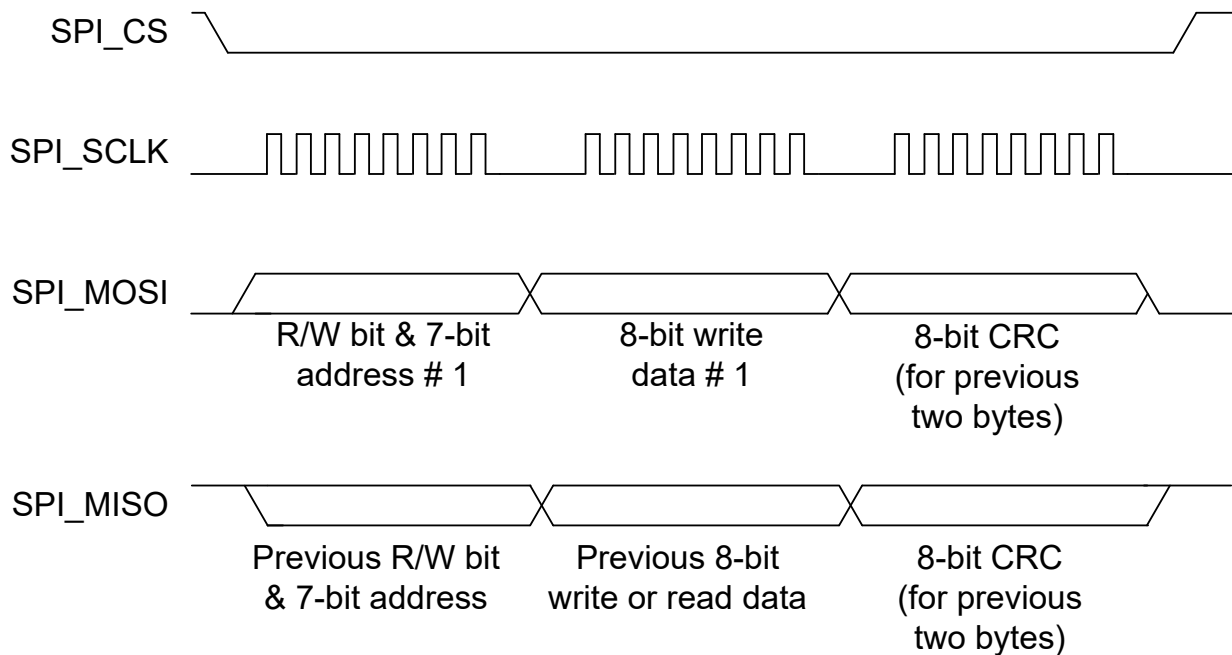 SPI_CS
SPI_SCLK
SPI_MOSI
R/W bit & 7-bit
address # 1
8-bit write
data # 1
8-bit CRC
(for previous
two bytes)
SPI_MISO
Previous R/W bit
& 7-bit address
Previous 8-bit
write or read data
8-bit CRC
(for previous
two bytes)